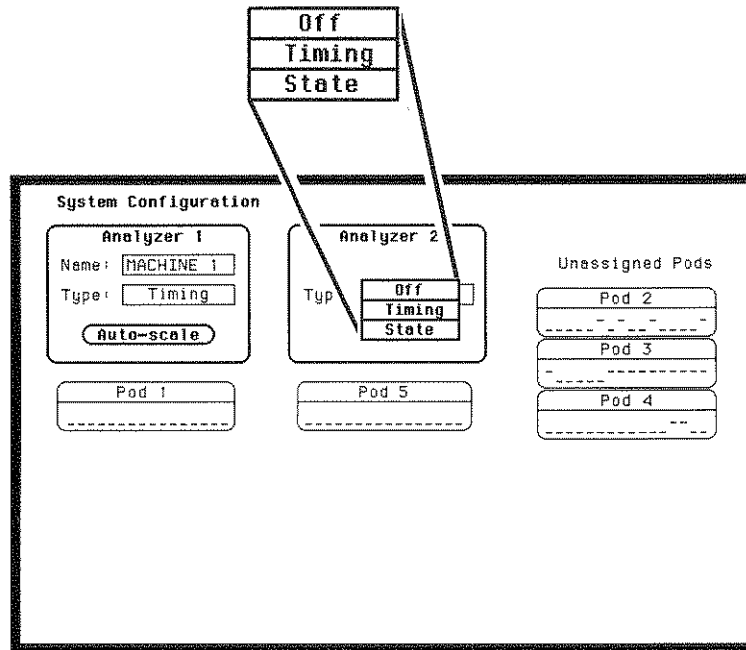 Off
Timing
State
System Configuration
Analyzer 1
Name: MACHINE 1
Type: Timing
Auto-scale
Pod 1
Analyzer 2
Typ
Off
Timing
State
Pod 5
Unassigned Pods
Pod 2
Pod 3
Pod 4